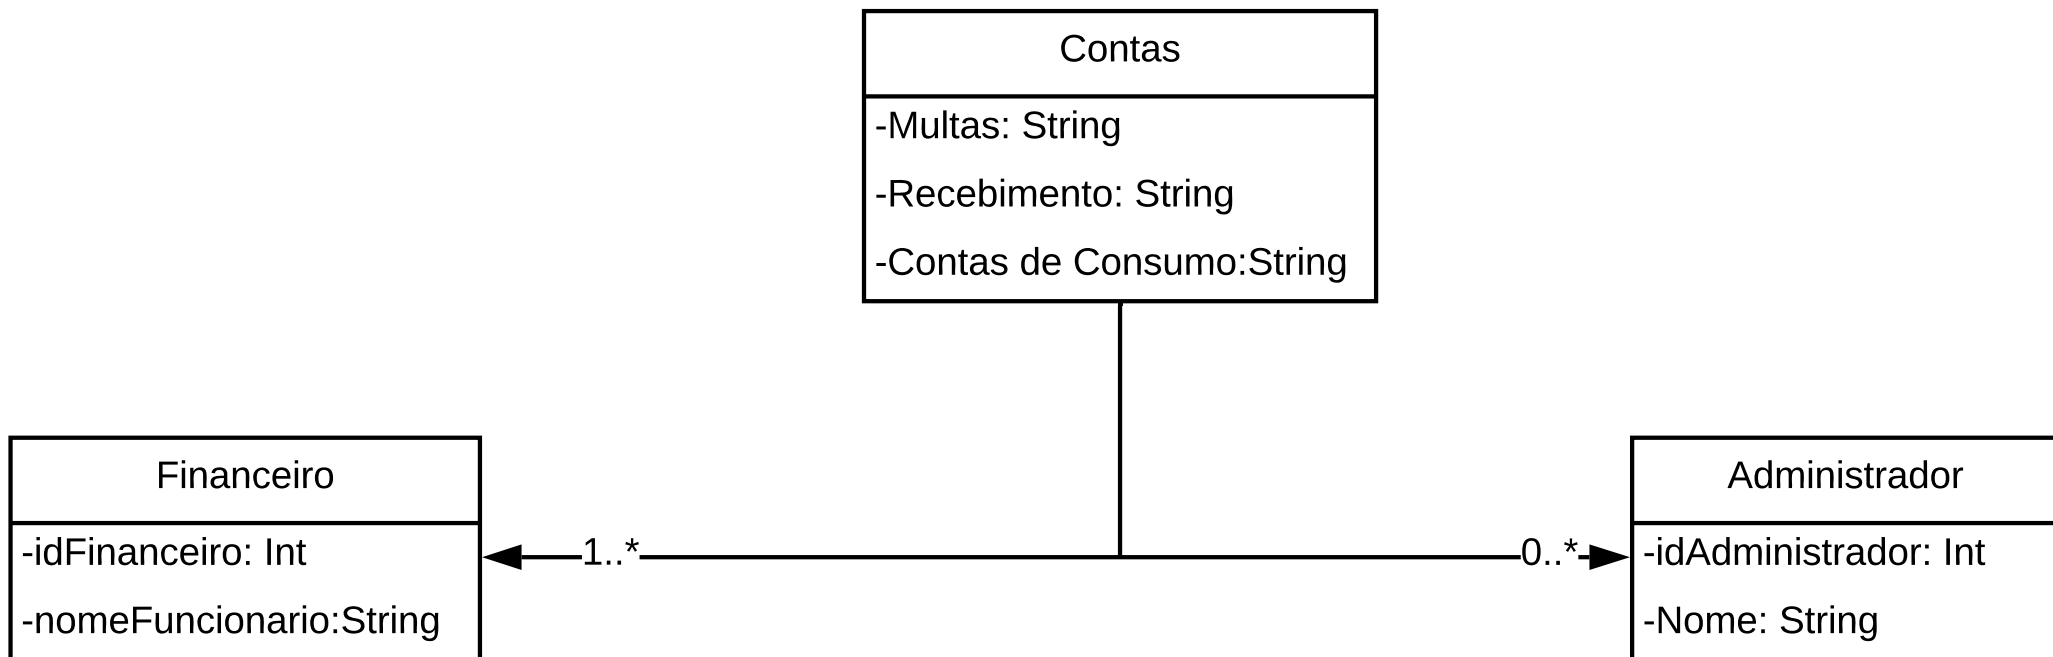 Contas
-Multas: String
-Recebimento: String
-Contas de Consumo:String
Financeiro
-idFinanceiro: Int
-nomeFuncionario:String
1..*
0..*
Administrador
-idAdministrador: Int
-Nome: String